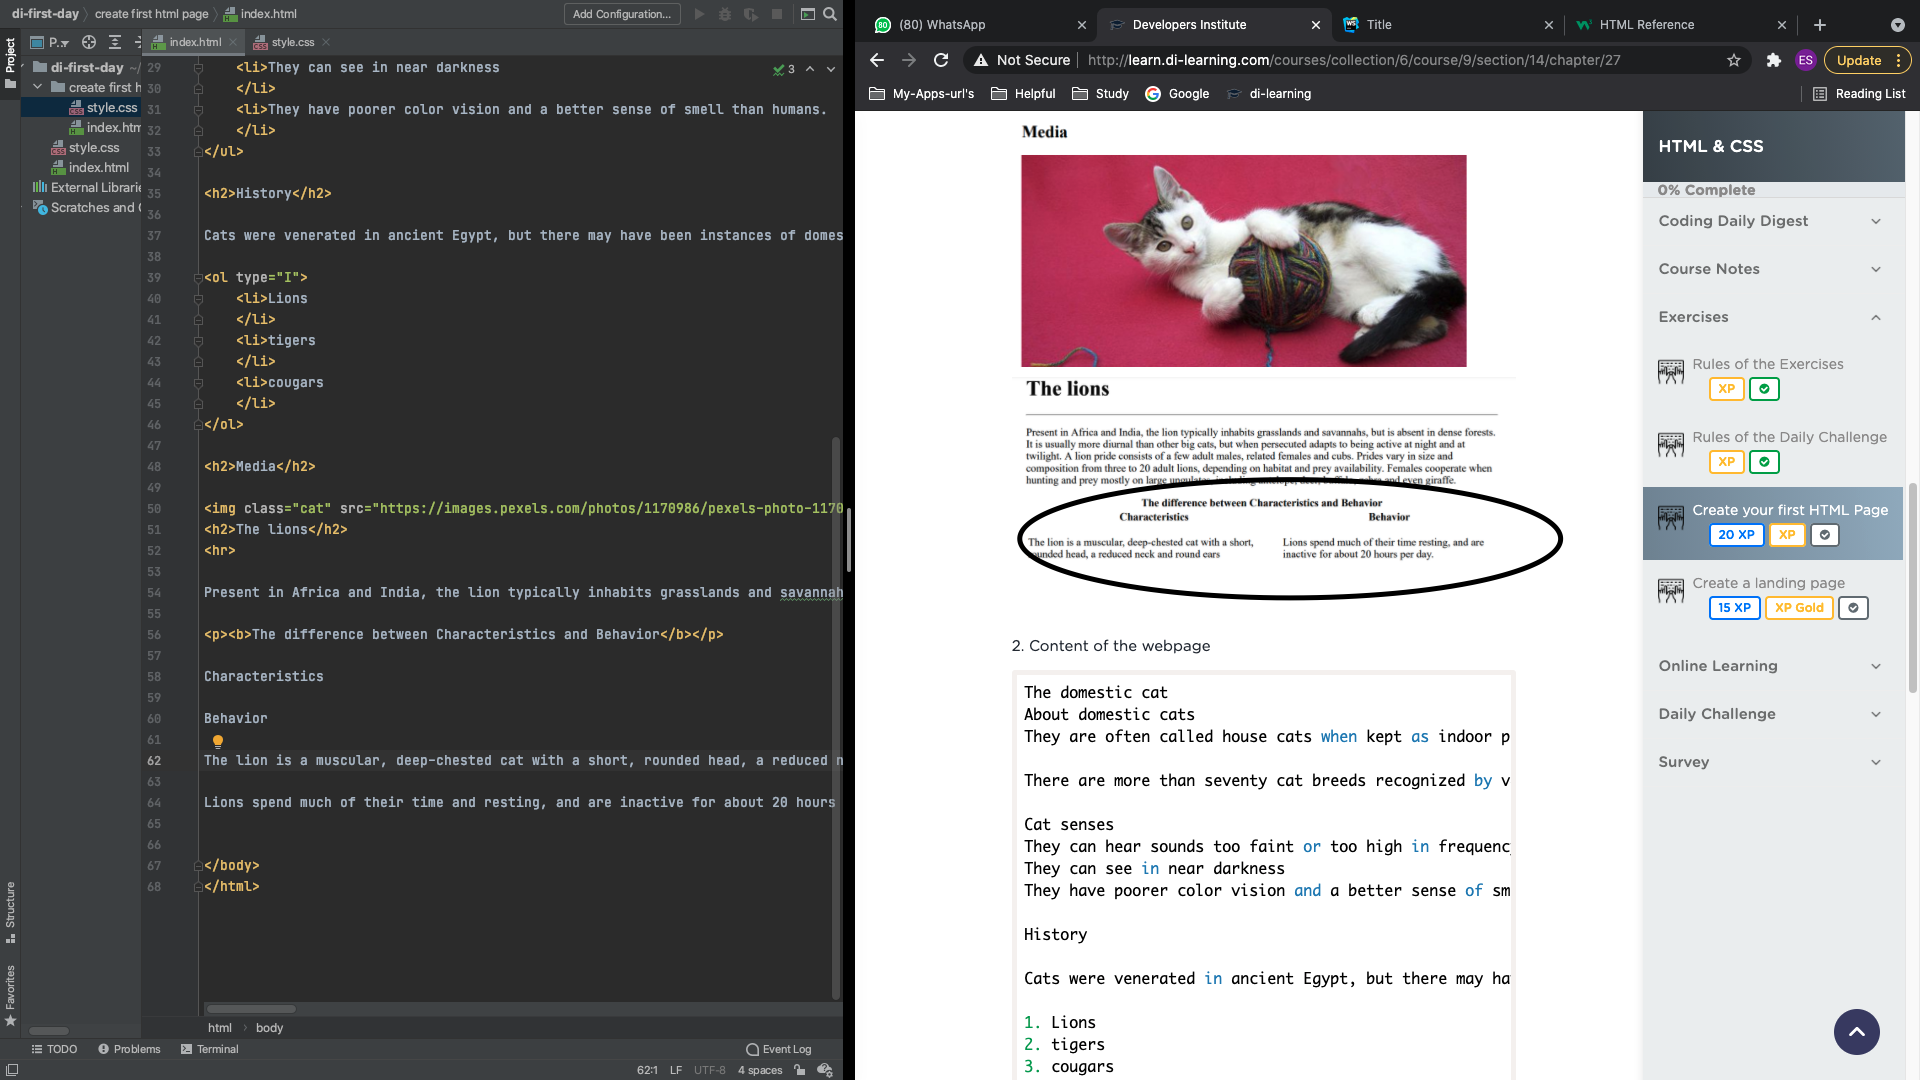 di-first-day
create first html page
index.html
Add Configuration...
Project
P..
index.html
style.css
di-first-day ~/
create first h
style.css
index.htm
style.css
index.html
External Librarie
Scratches and
3
29 <li>They can see in near darkness
30 </li>
31 <li>They have poorer color vision and a better sense of smell than humans.
32 </li>
33 </ul>
34
35 <h2>History</h2>
36
37 Cats were venerated in ancient Egypt, but there may have been instances of domes
38
39 <ol type="I">
40 <li>Lions
41 </li>
42 <li>tigers
43 </li>
44 <li>cougars
45 </li>
46 </ol>
47
48 <h2>Media</h2>
49
50 <img class="cat" src="https://images.pexels.com/photos/1170986/pexels-photo-1170
51 <h2>The lions</h2>
52 <hr>
53
54 Present in Africa and India, the lion typically inhabits grasslands and savannah
55
56 <p><b>The difference between Characteristics and Behavior</b></p>
57
58 Characteristics
59
60 Behavior
61
62 The lion is a muscular, deep-chested cat with a short, rounded head, a reduced n
63
64 Lions spend much of their time and resting, and are inactive for about 20 hours
65
66
67 </body>
68 </html>
Structure
Favorites
html
body
TODO
Problems
Terminal
Event Log
62:1
LF
UTF-8
4 spaces
(80) WhatsApp
Developers Institute
Title
HTML Reference
Not Secure
http://learn.di-learning.com/courses/collection/6/course/9/section/14/chapter/27
ES
Update
My-Apps-url's
Helpful
Study
Google
di-learning
Reading List
Media
The lions
Present in Africa and India, the lion typically inhabits grasslands and savannahs, but is absent in dense forests.
It is usually more diurnal than other big cats, but when persecuted adapts to being active at night and at
twilight. A lion pride consists of a few adult males, related females and cubs. Prides vary in size and
composition from three to 20 adult lions, depending on habitat and prey availability. Females cooperate when
hunting and prey mostly on large ungulates, including antelope, deer, buffalo, zebra and even giraffe.
The difference between Characteristics and Behavior
Characteristics
Behavior
The lion is a muscular, deep-chested cat with a short,
rounded head, a reduced neck and round ears
Lions spend much of their time resting, and are
inactive for about 20 hours per day.
2. Content of the webpage
The domestic cat
About domestic cats
They are often called house cats when kept as indoor p
There are more than seventy cat breeds recognized by v
Cat senses
They can hear sounds too faint or too high in frequenc
They can see in near darkness
They have poorer color vision and a better sense of sm
History
Cats were venerated in ancient Egypt, but there may ha
1. Lions
2. tigers
3. cougars
HTML & CSS
0% Complete
Coding Daily Digest
Course Notes
Exercises
Rules of the Exercises
XP
Rules of the Daily Challenge
XP
Create your first HTML Page
20 XP
XP
Create a landing page
15 XP
XP Gold
Online Learning
Daily Challenge
Survey